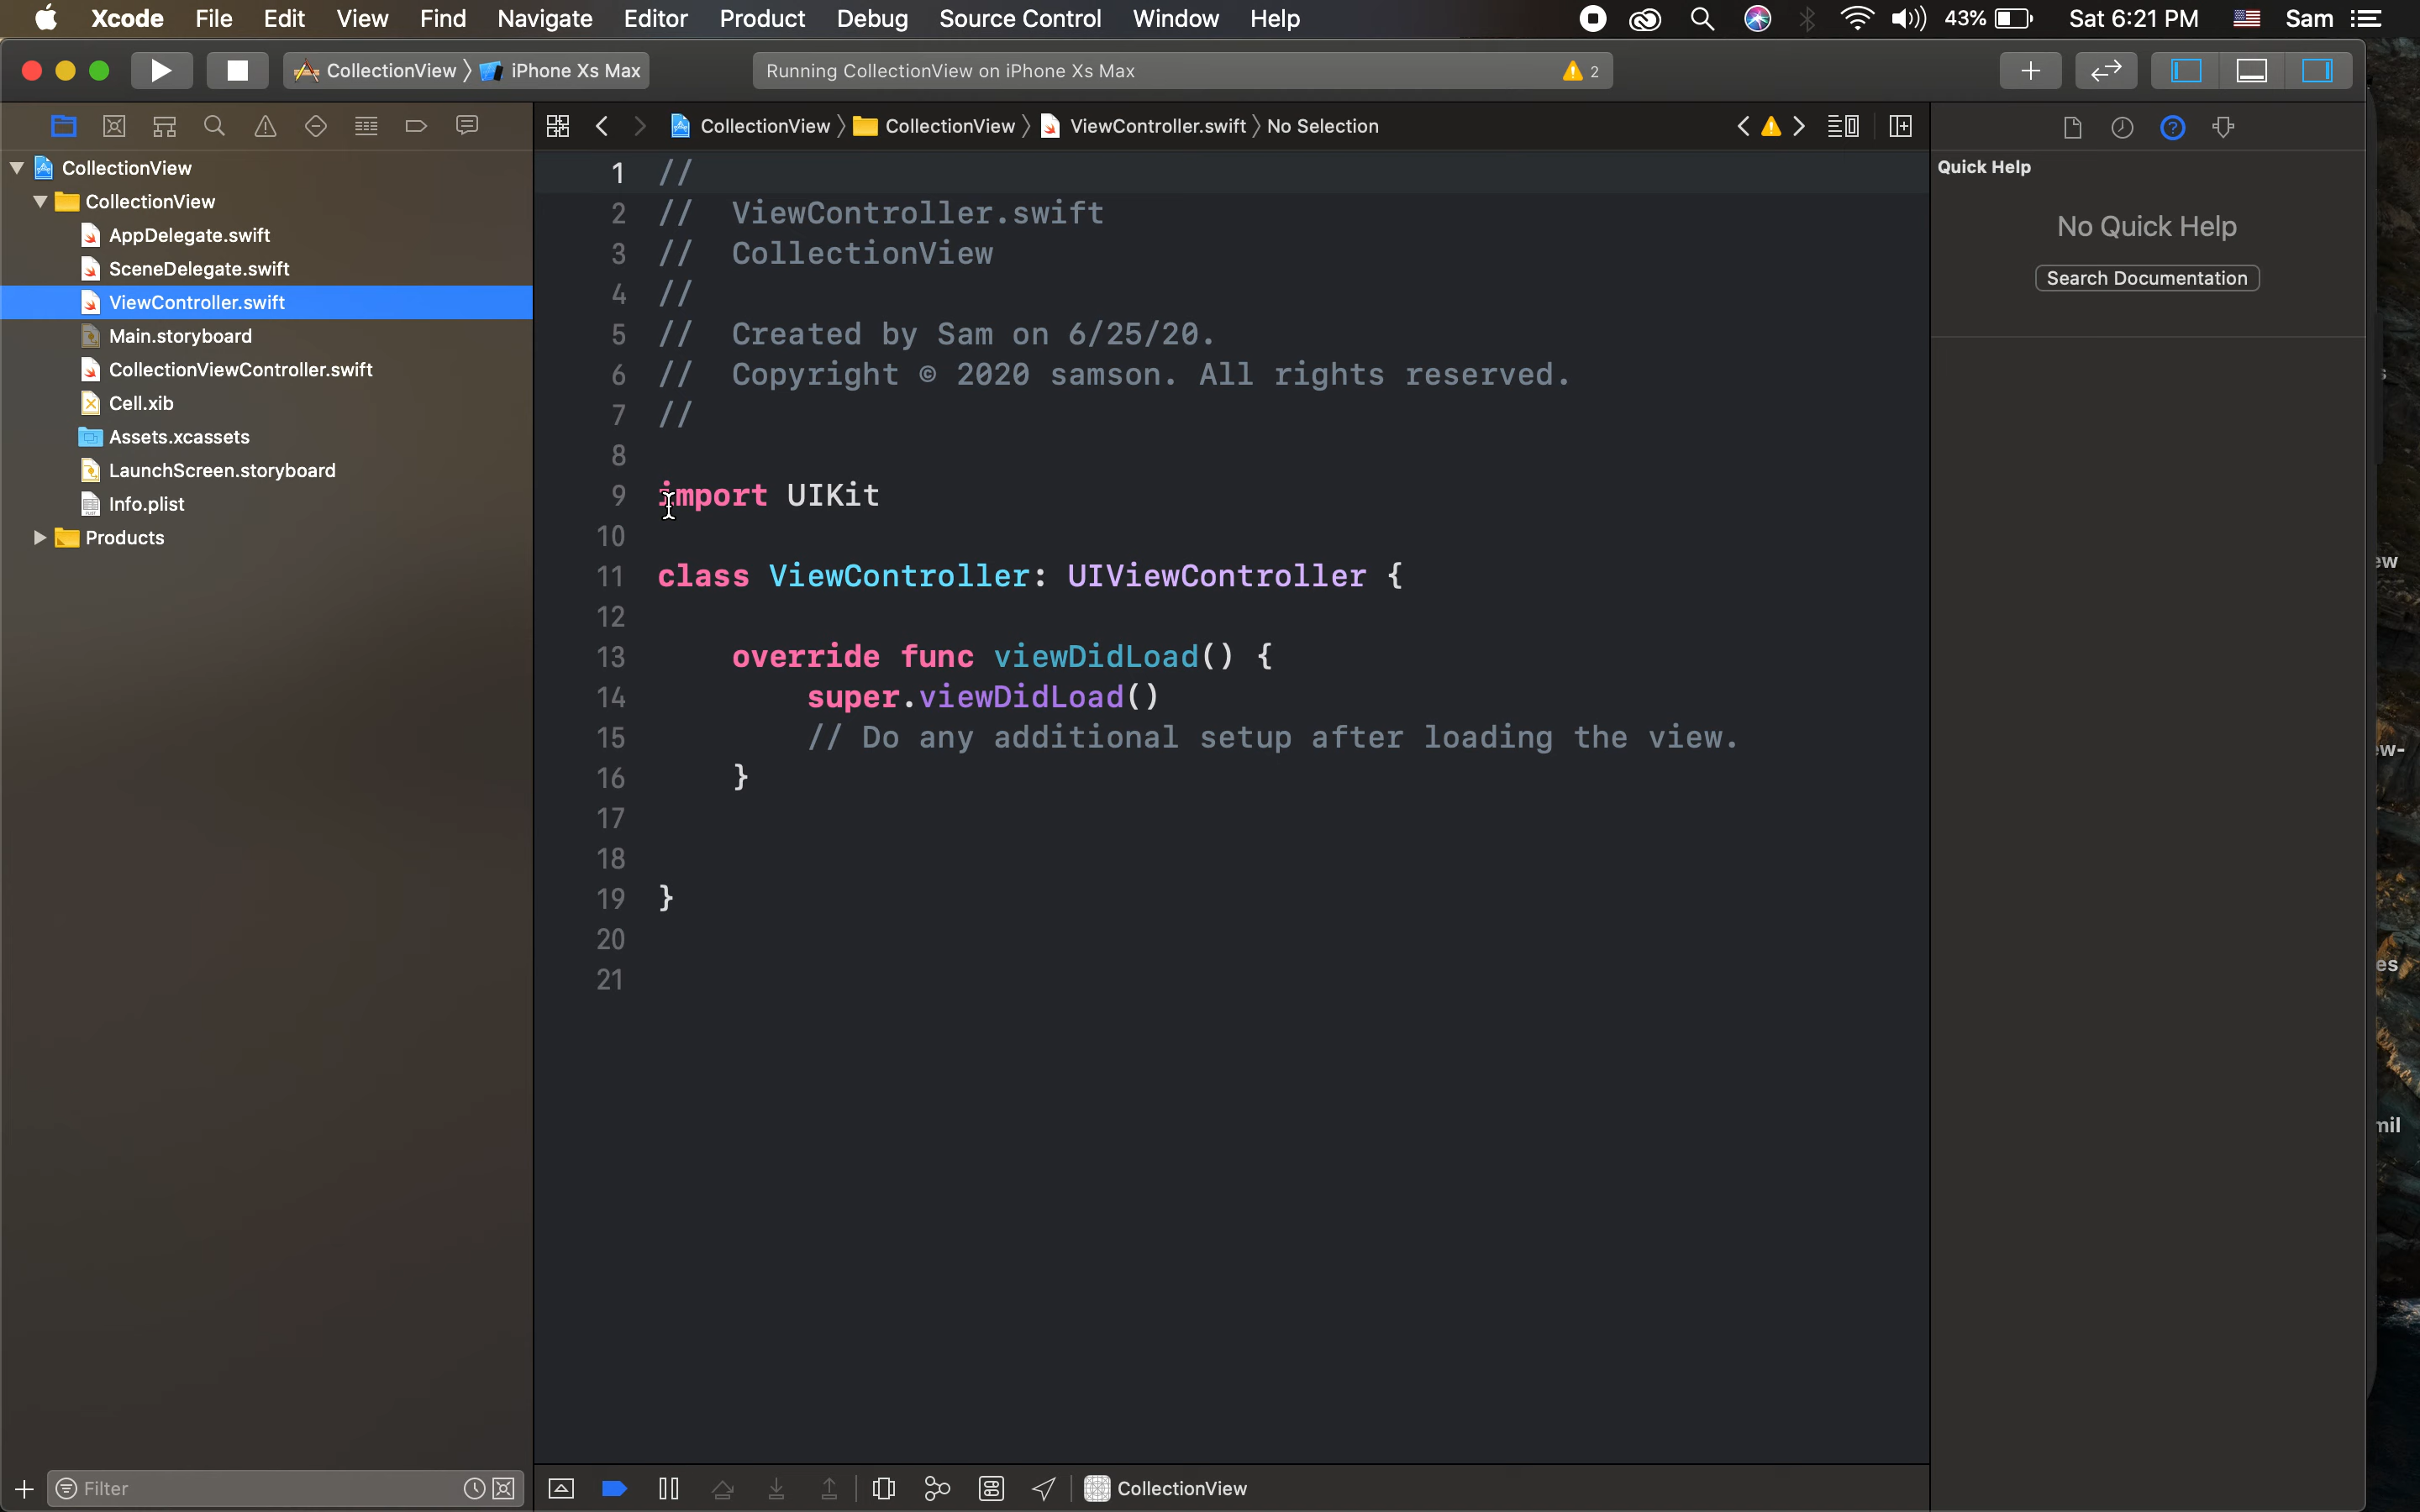 Xcode File Edit View Find Navigate Editor Product Debug Source Control Window Help 43% Sat 6:21 PM Sam
CollectionView iPhone Xs Max Running CollectionView on iPhone Xs Max 2
CollectionView CollectionView ViewController.swift No Selection
CollectionView
CollectionView
AppDelegate.swift
SceneDelegate.swift
ViewController.swift
Main.storyboard
CollectionViewController.swift
Cell.xib
Assets.xcassets
LaunchScreen.storyboard
Info.plist
Products
Filter
1 //
2 // ViewController.swift
3 // CollectionView
4 //
5 // Created by Sam on 6/25/20.
6 // Copyright © 2020 samson. All rights reserved.
7 //
8
9 import UIKit
10
11 class ViewController: UIViewController {
12
13 override func viewDidLoad() {
14 super.viewDidLoad()
15 // Do any additional setup after loading the view.
16 }
17
18
19 }
20
21
CollectionView
Quick Help
No Quick Help
Search Documentation